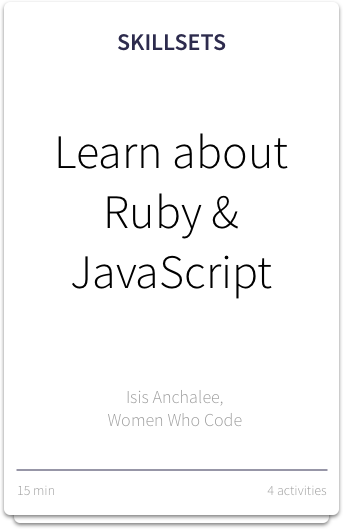 SKILLSETS
Learn about
Ruby &
JavaScript
Isis Anchalee,
Women Who Code
15 min
4 activities